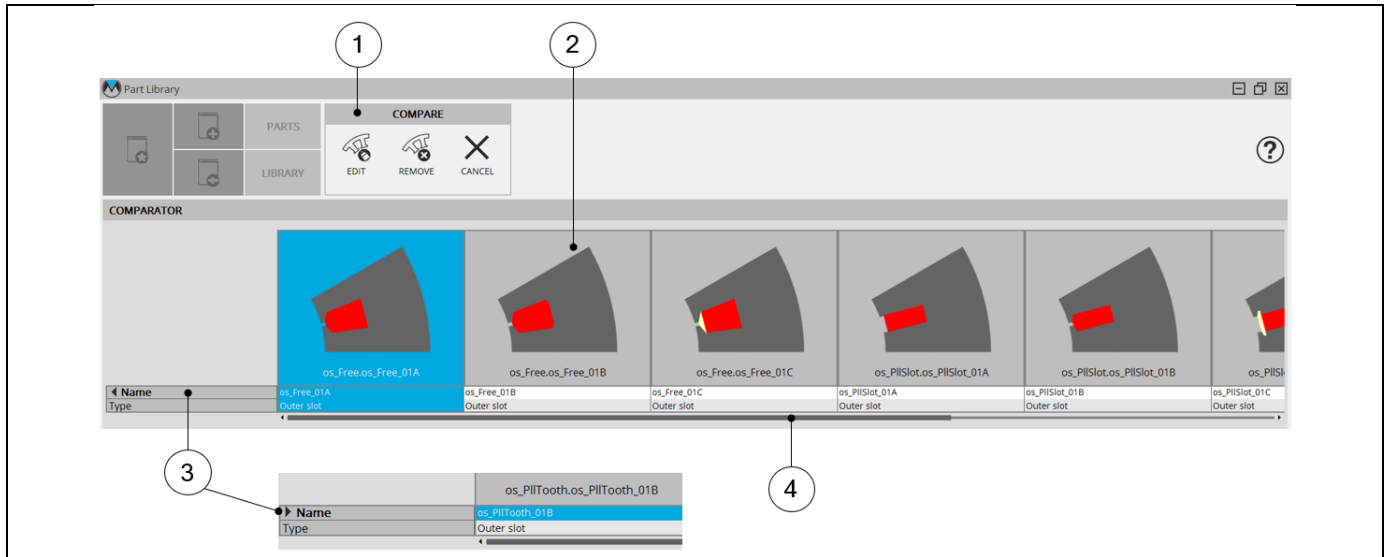 1
2
Part Library
COMPARE
PARTS
LIBRARY
EDIT
REMOVE
CANCEL
?
COMPARATOR
os_Free.os_Free_01A
os_Free.os_Free_01B
os_Free.os_Free_01C
os_PllSlot.os_PllSlot_01A
os_PllSlot.os_PllSlot_01B
os_PllSl
Name
os_Free_01A
os_Free_01B
os_Free_01C
os_PllSlot_01A
os_PllSlot_01B
os_PllSlot_01C
Type
Outer slot
Outer slot
Outer slot
Outer slot
Outer slot
Outer slot
3
4
os_PllTooth.os_PllTooth_01B
Name
os_PllTooth_01B
Type
Outer slot